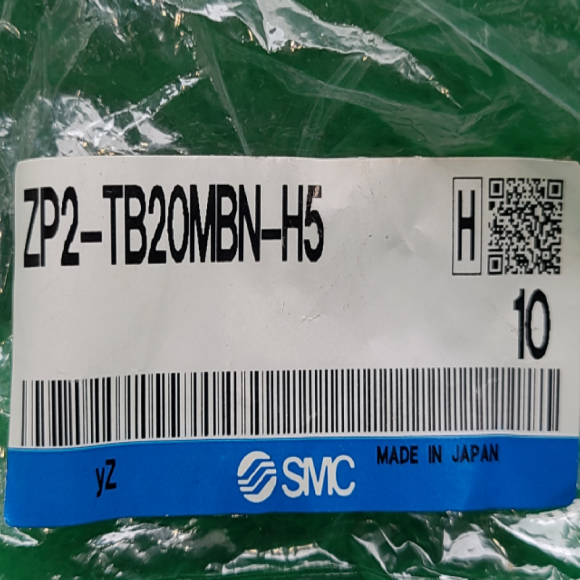 ZP2-TB20MBN-H5
H
10
yZ
SMC
MADE IN JAPAN